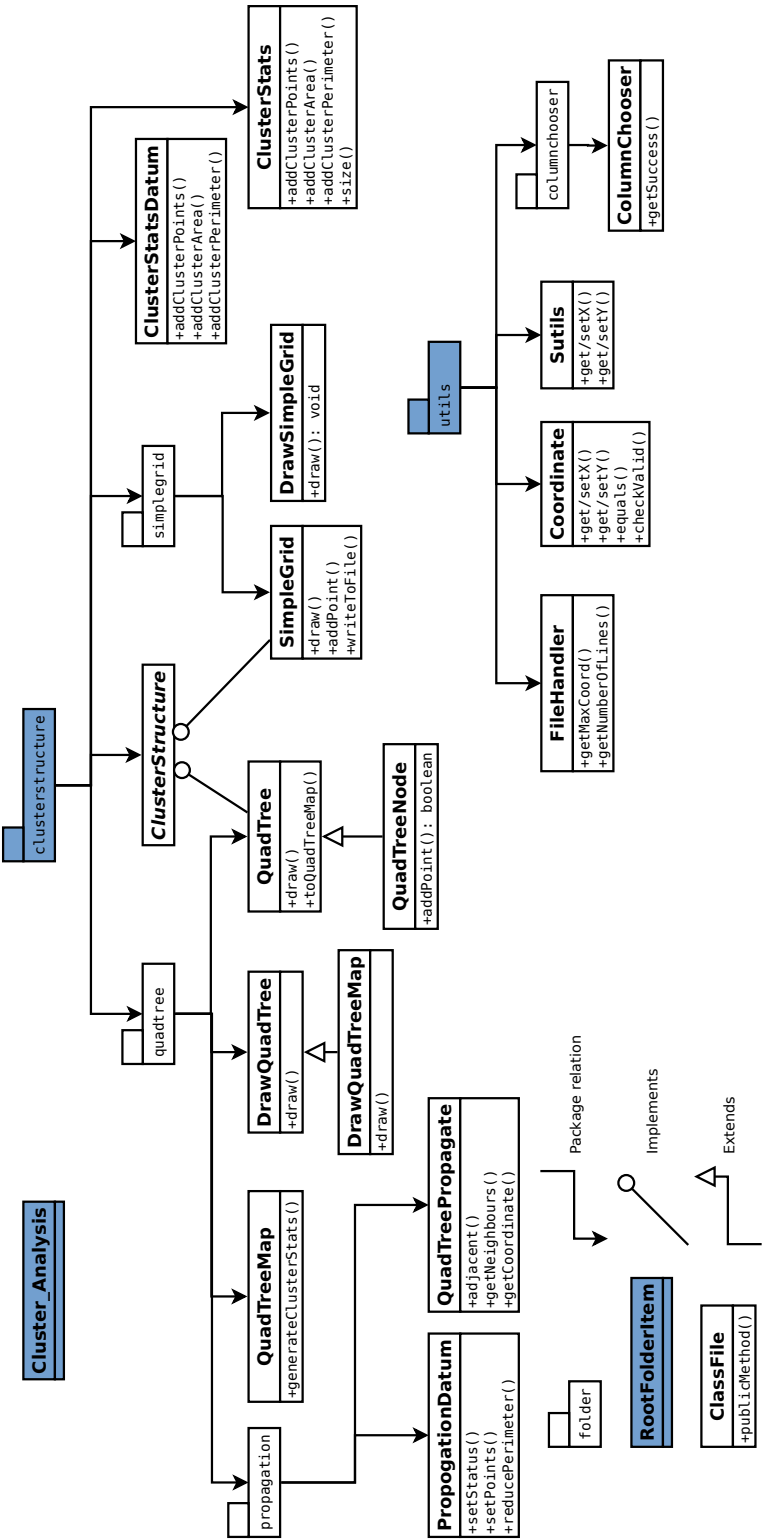 Cluster_Analysis
clusterstructure
quadtree
ClusterStructure
simplegrid
ClusterStatsDatum
+addClusterPoints()
+addClusterArea()
+addClusterPerimeter()
ClusterStats
+addClusterPoints()
+addClusterArea()
+addClusterPerimeter()
+size()
propagation
QuadTreeMap
+generateClusterStats()
DrawQuadTree
+draw()
DrawQuadTreeMap
+draw()
QuadTree
+draw()
+toQuadTreeMap()
QuadTreeNode
+addPoint(): boolean
SimpleGrid
+draw()
+addPoint()
+writeToFile()
DrawSimpleGrid
+draw(): void
PropogationDatum
+setStatus()
+setPoints()
+reducePerimeter()
QuadTreePropagate
+adjacent()
+getNeighbours()
+getCoordinate()
utils
FileHandler
+getMaxCoord()
+getNumberOfLines()
Coordinate
+get/setX()
+get/setY()
+equals()
+checkValid()
Sutils
+get/setX()
+get/setY()
columnchooser
ColumnChooser
+getSuccess()
folder
Package relation
RootFolderItem
Implements
ClassFile
+publicMethod()
Extends